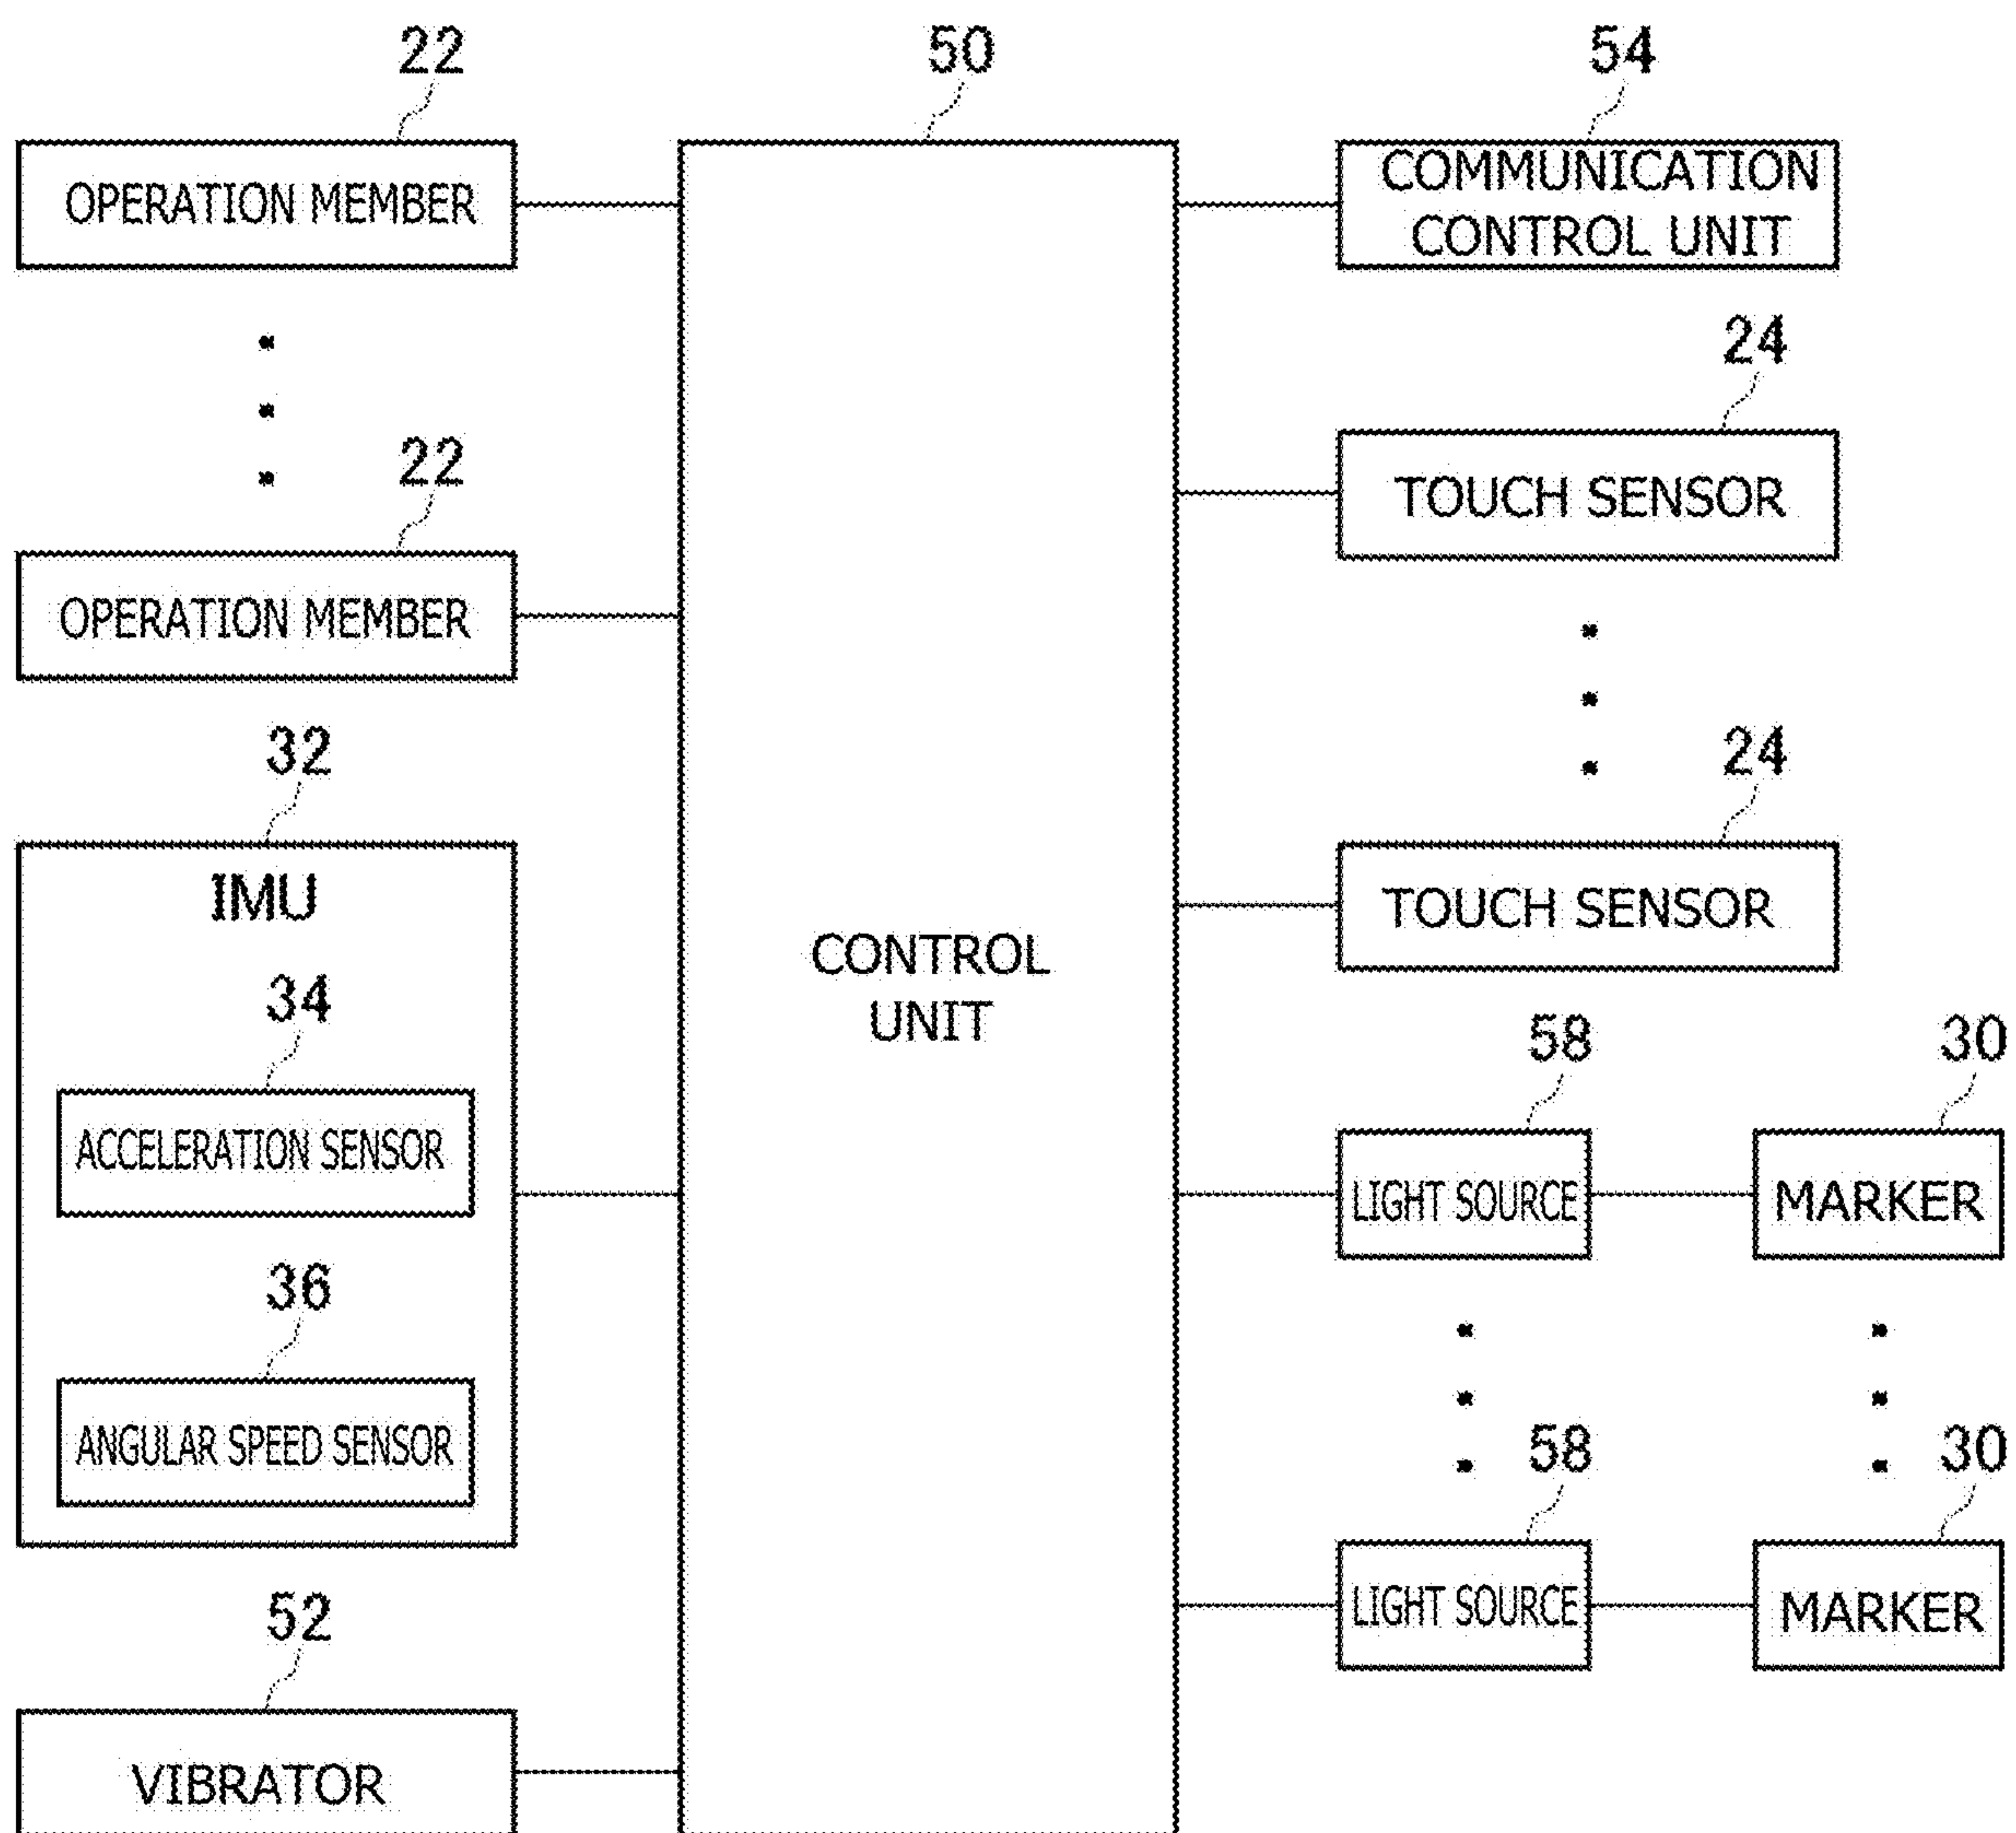 22
OPERATION MEMBER
22
OPERATION MEMBER
32
IMU
34
ACCELERATION SENSOR
36
ANGULAR SPEED SENSOR
52
VIBRATOR
50
CONTROL
UNIT
54
COMMUNICATION
CONTROL UNIT
24
TOUCH SENSOR
24
TOUCH SENSOR
58
LIGHT SOURCE
30
MARKER
58
LIGHT SOURCE
30
MARKER